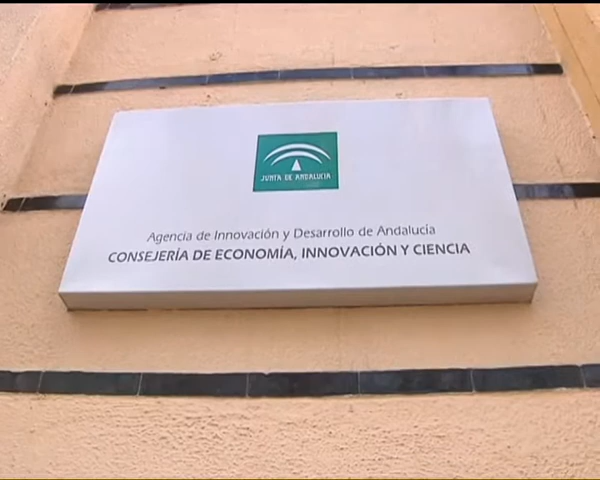 JUNTA DE ANDALUCIA
Agencia de Innovación y Desarrollo de Andalucía
CONSEJERÍA DE ECONOMÍA, INNOVACIÓN Y CIENCIA